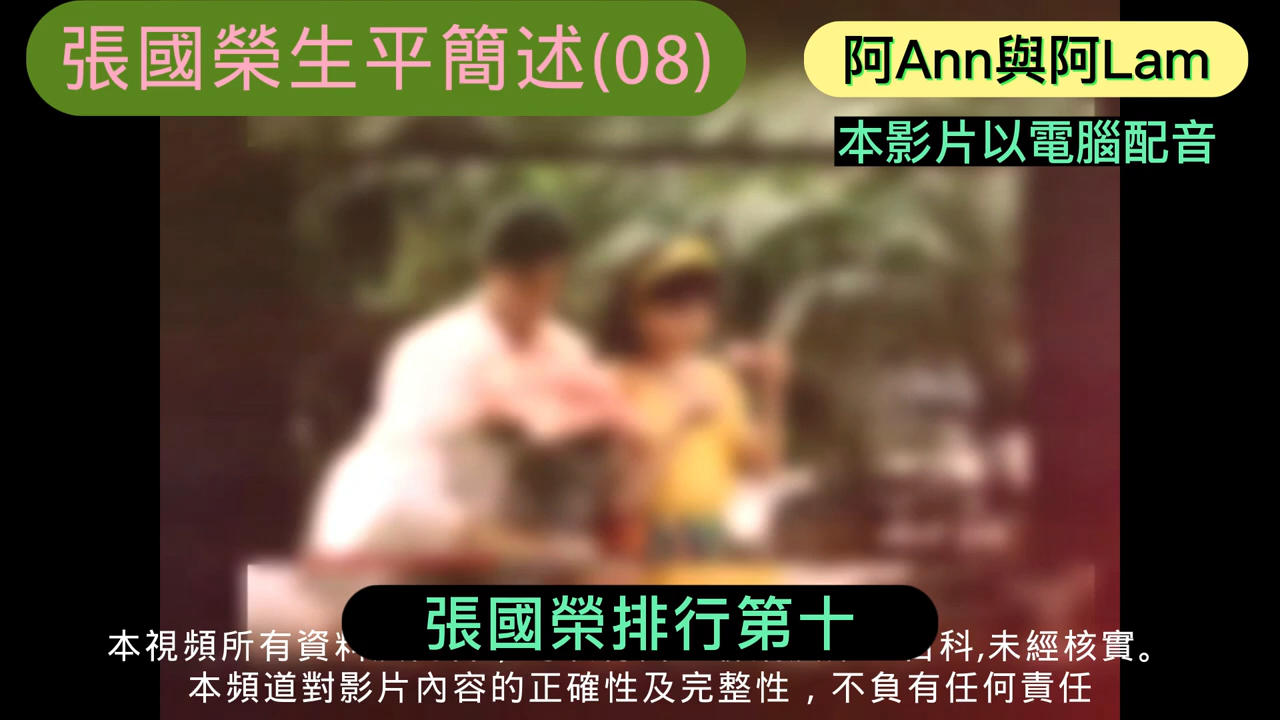 張國榮生平簡述(08)
阿Ann與阿Lam
本影片以電腦配音
張國榮排行第十
本視頻所有資料 科,未經核實。
本頻道對影片內容的正確性及完整性，不負有任何責任